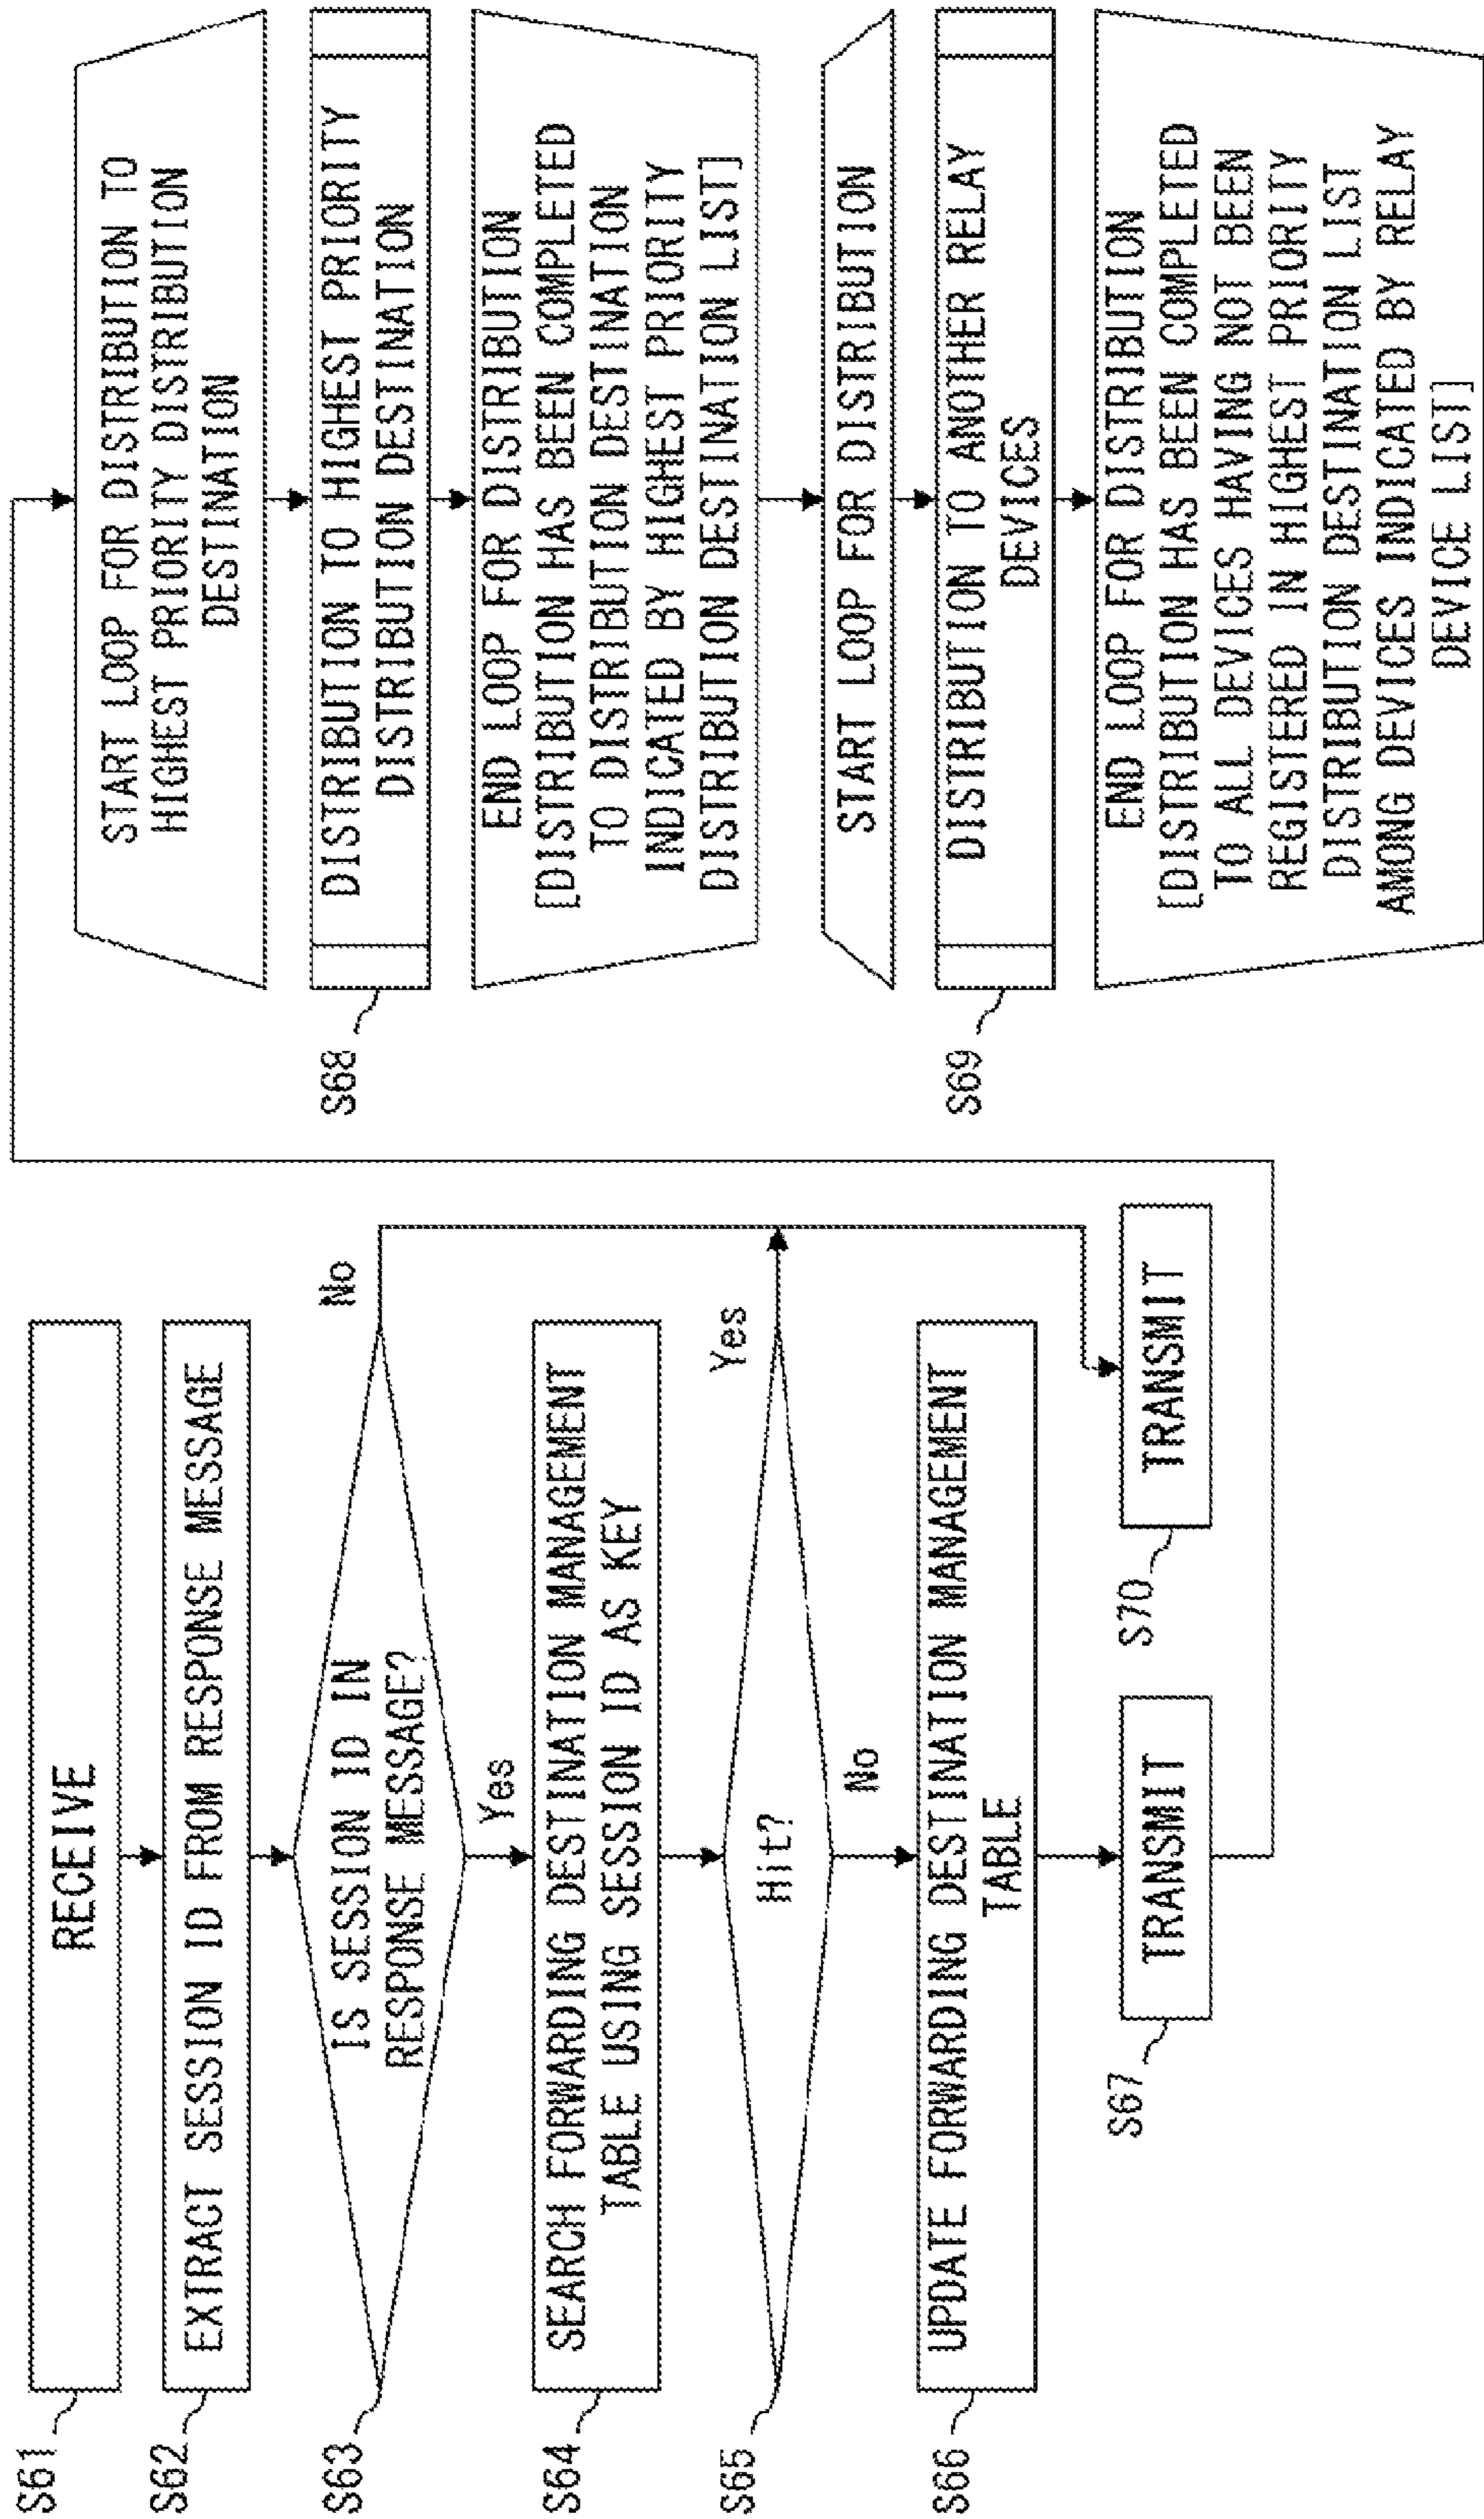 S61
RECEIVE
S62
EXTRACT SESSION ID FROM RESPONSE MESSAGE
S63
IS SESSION ID IN
RESPONSE MESSAGE?
No
Yes
S64
SEARCH FORWARDING DESTINATION MANAGEMENT
TABLE USING SESSION ID AS KEY
S65
Hit?
Yes
No
S66
UPDATE FORWARDING DESTINATION MANAGEMENT
TABLE
S67
TRANSMIT
S70
TRANSMIT
START LOOP FOR DISTRIBUTION TO
HIGHEST PRIORITY DISTRIBUTION
DESTINATION
S68
DISTRIBUTION TO HIGHEST PRIORITY
DISTRIBUTION DESTINATION
END LOOP FOR DISTRIBUTION
[DISTRIBUTION HAS BEEN COMPLETED
TO DISTRIBUTION DESTINATION
INDICATED BY HIGHEST PRIORITY
DISTRIBUTION DESTINATION LIST]
START LOOP FOR DISTRIBUTION
S69
DISTRIBUTION TO ANOTHER RELAY
DEVICES
END LOOP FOR DISTRIBUTION
[DISTRIBUTION HAS BEEN COMPLETED
TO ALL DEVICES HAVING NOT BEEN
REGISTERED IN HIGHEST PRIORITY
DISTRIBUTION DESTINATION LIST
AMONG DEVICES INDICATED BY RELAY
DEVICE LIST]